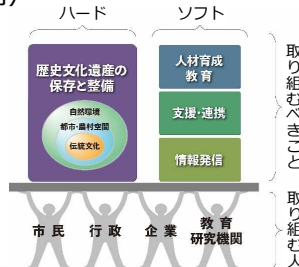 ハード
ソフト
歴史文化遺産の
保存と整備
自然環境
都市・農村空間
伝統文化
人材育成
教育
支援・連携
情報発信
取り組むべきこと
市民
行政
企業
教育
研究機関
取り組む人